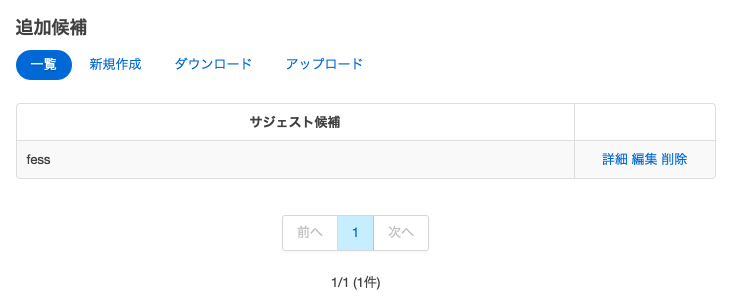 追加候補
一覧 新規作成 ダウンロード アップロード
サジェスト候補
fess 詳細 編集 削除
前へ 1 次へ
1/1 (1件)